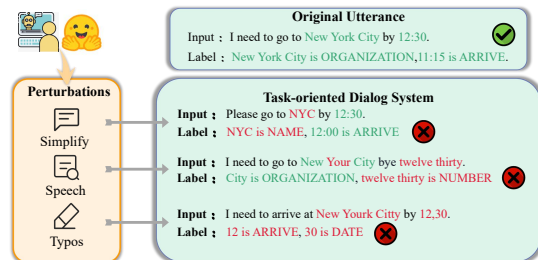 Original Utterance
Input : I need to go to New York City by 12:30.
Label : New York City is ORGANIZATION,11:15 is ARRIVE.
Perturbations
Simplify
Speech
Typos
Task-oriented Dialog System
Input : Please go to NYC by 12:30.
Label : NYC is NAME, 12:00 is ARRIVE
Input : I need to go to New Your City bye twelve thirty.
Label : City is ORGANIZATION, twelve thirty is NUMBER
Input : I need to arrive at New Yourk Citty by 12,30.
Label : 12 is ARRIVE, 30 is DATE